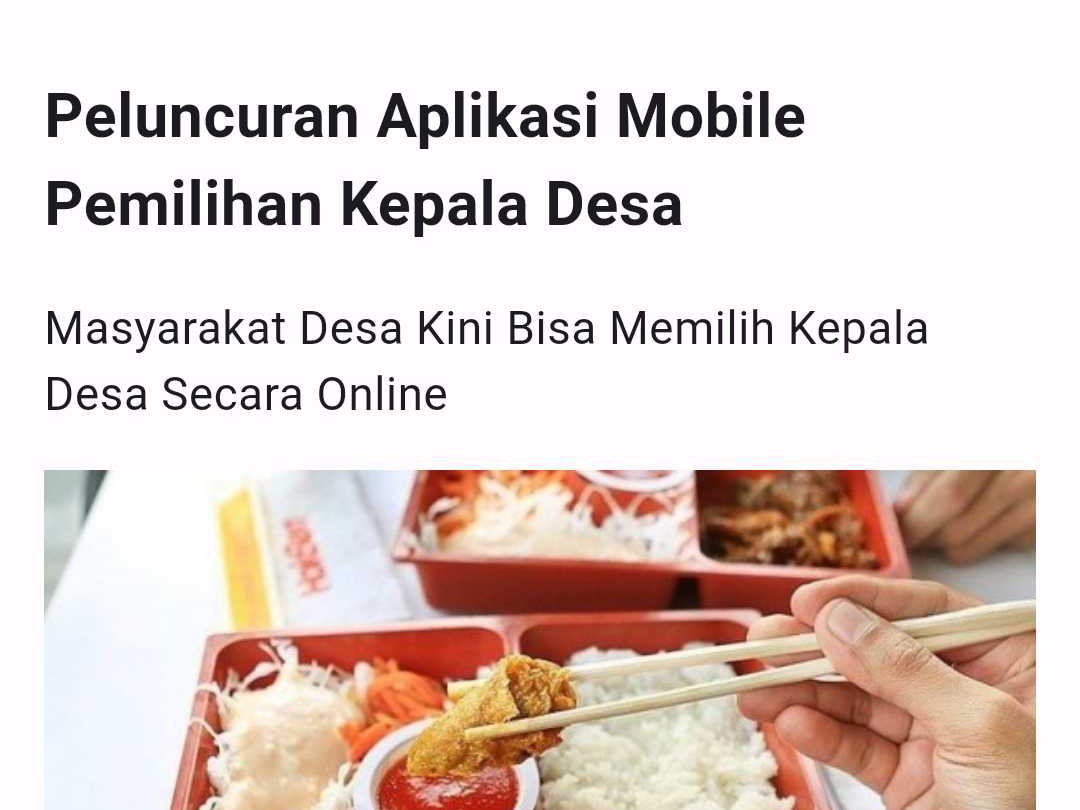 Peluncuran Aplikasi Mobile
Pemilihan Kepala Desa
Masyarakat Desa Kini Bisa Memilih Kepala
Desa Secara Online